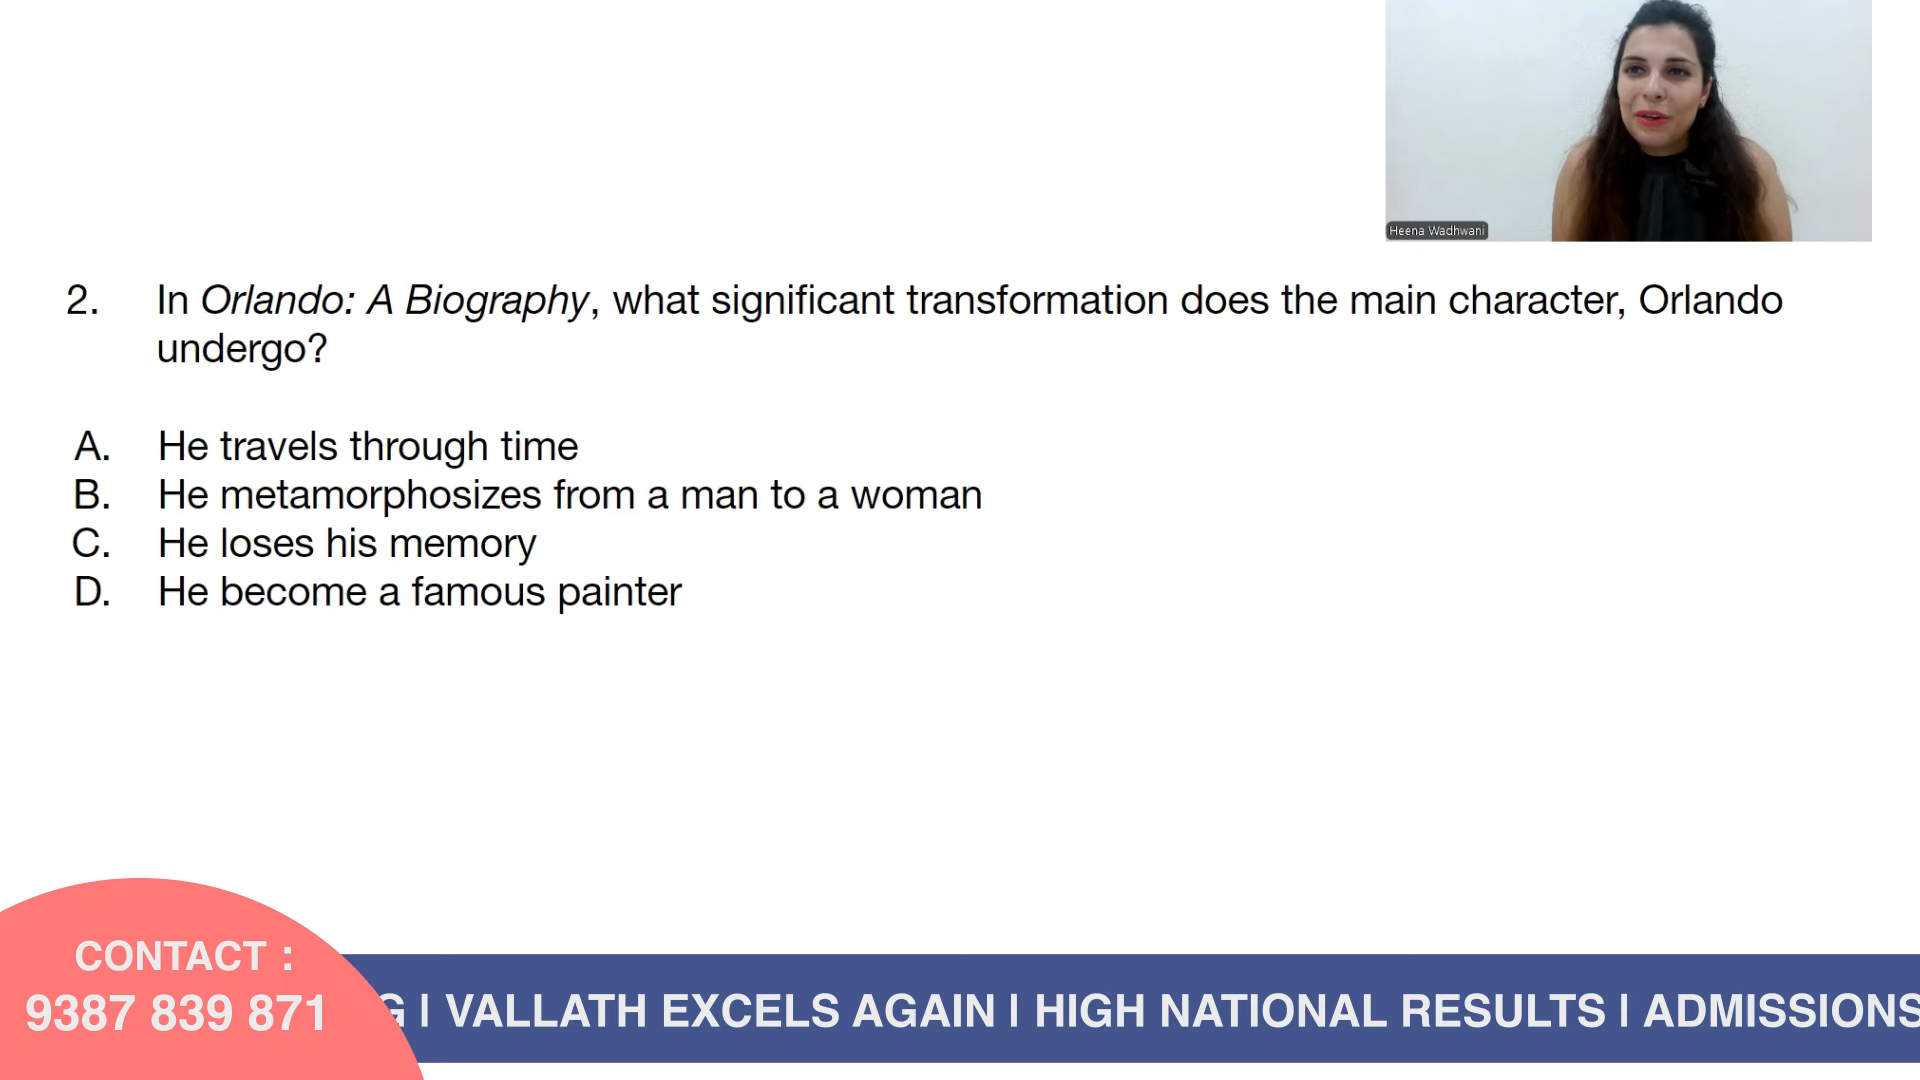 Heena Wadhwani
2. In Orlando: A Biography, what significant transformation does the main character, Orlando
undergo?
A. He travels through time
B. He metamorphosizes from a man to a woman
C. He loses his memory
D. He become a famous painter
CONTACT :
9387 839 871
G | VALLATH EXCELS AGAIN | HIGH NATIONAL RESULTS | ADMISSIONS